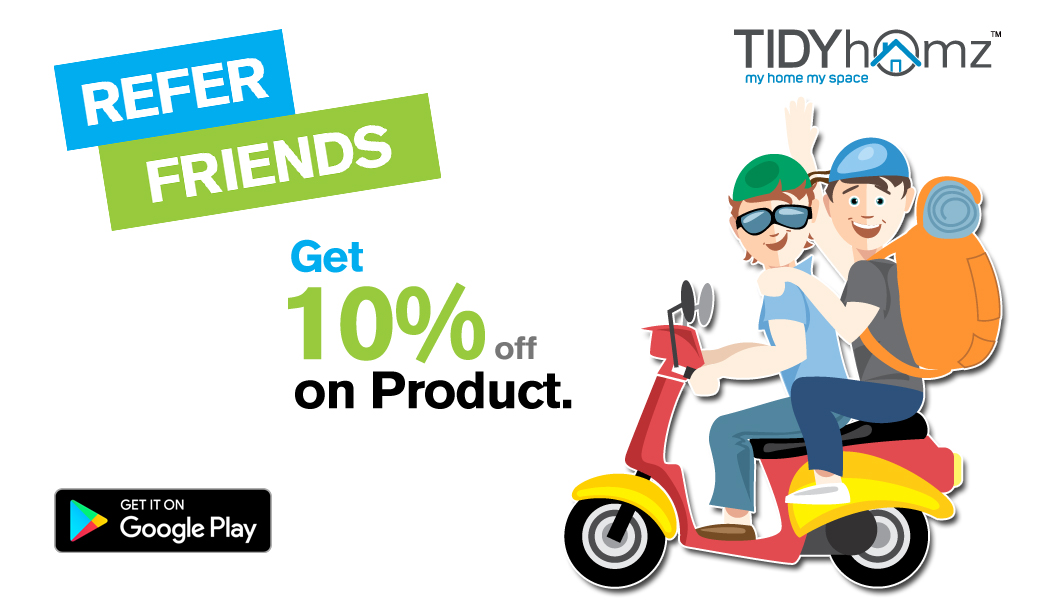 REFER
FRIENDS
TIDYhomz™
my home my space
Get
10% off
on Product.
GET IT ON
Google Play